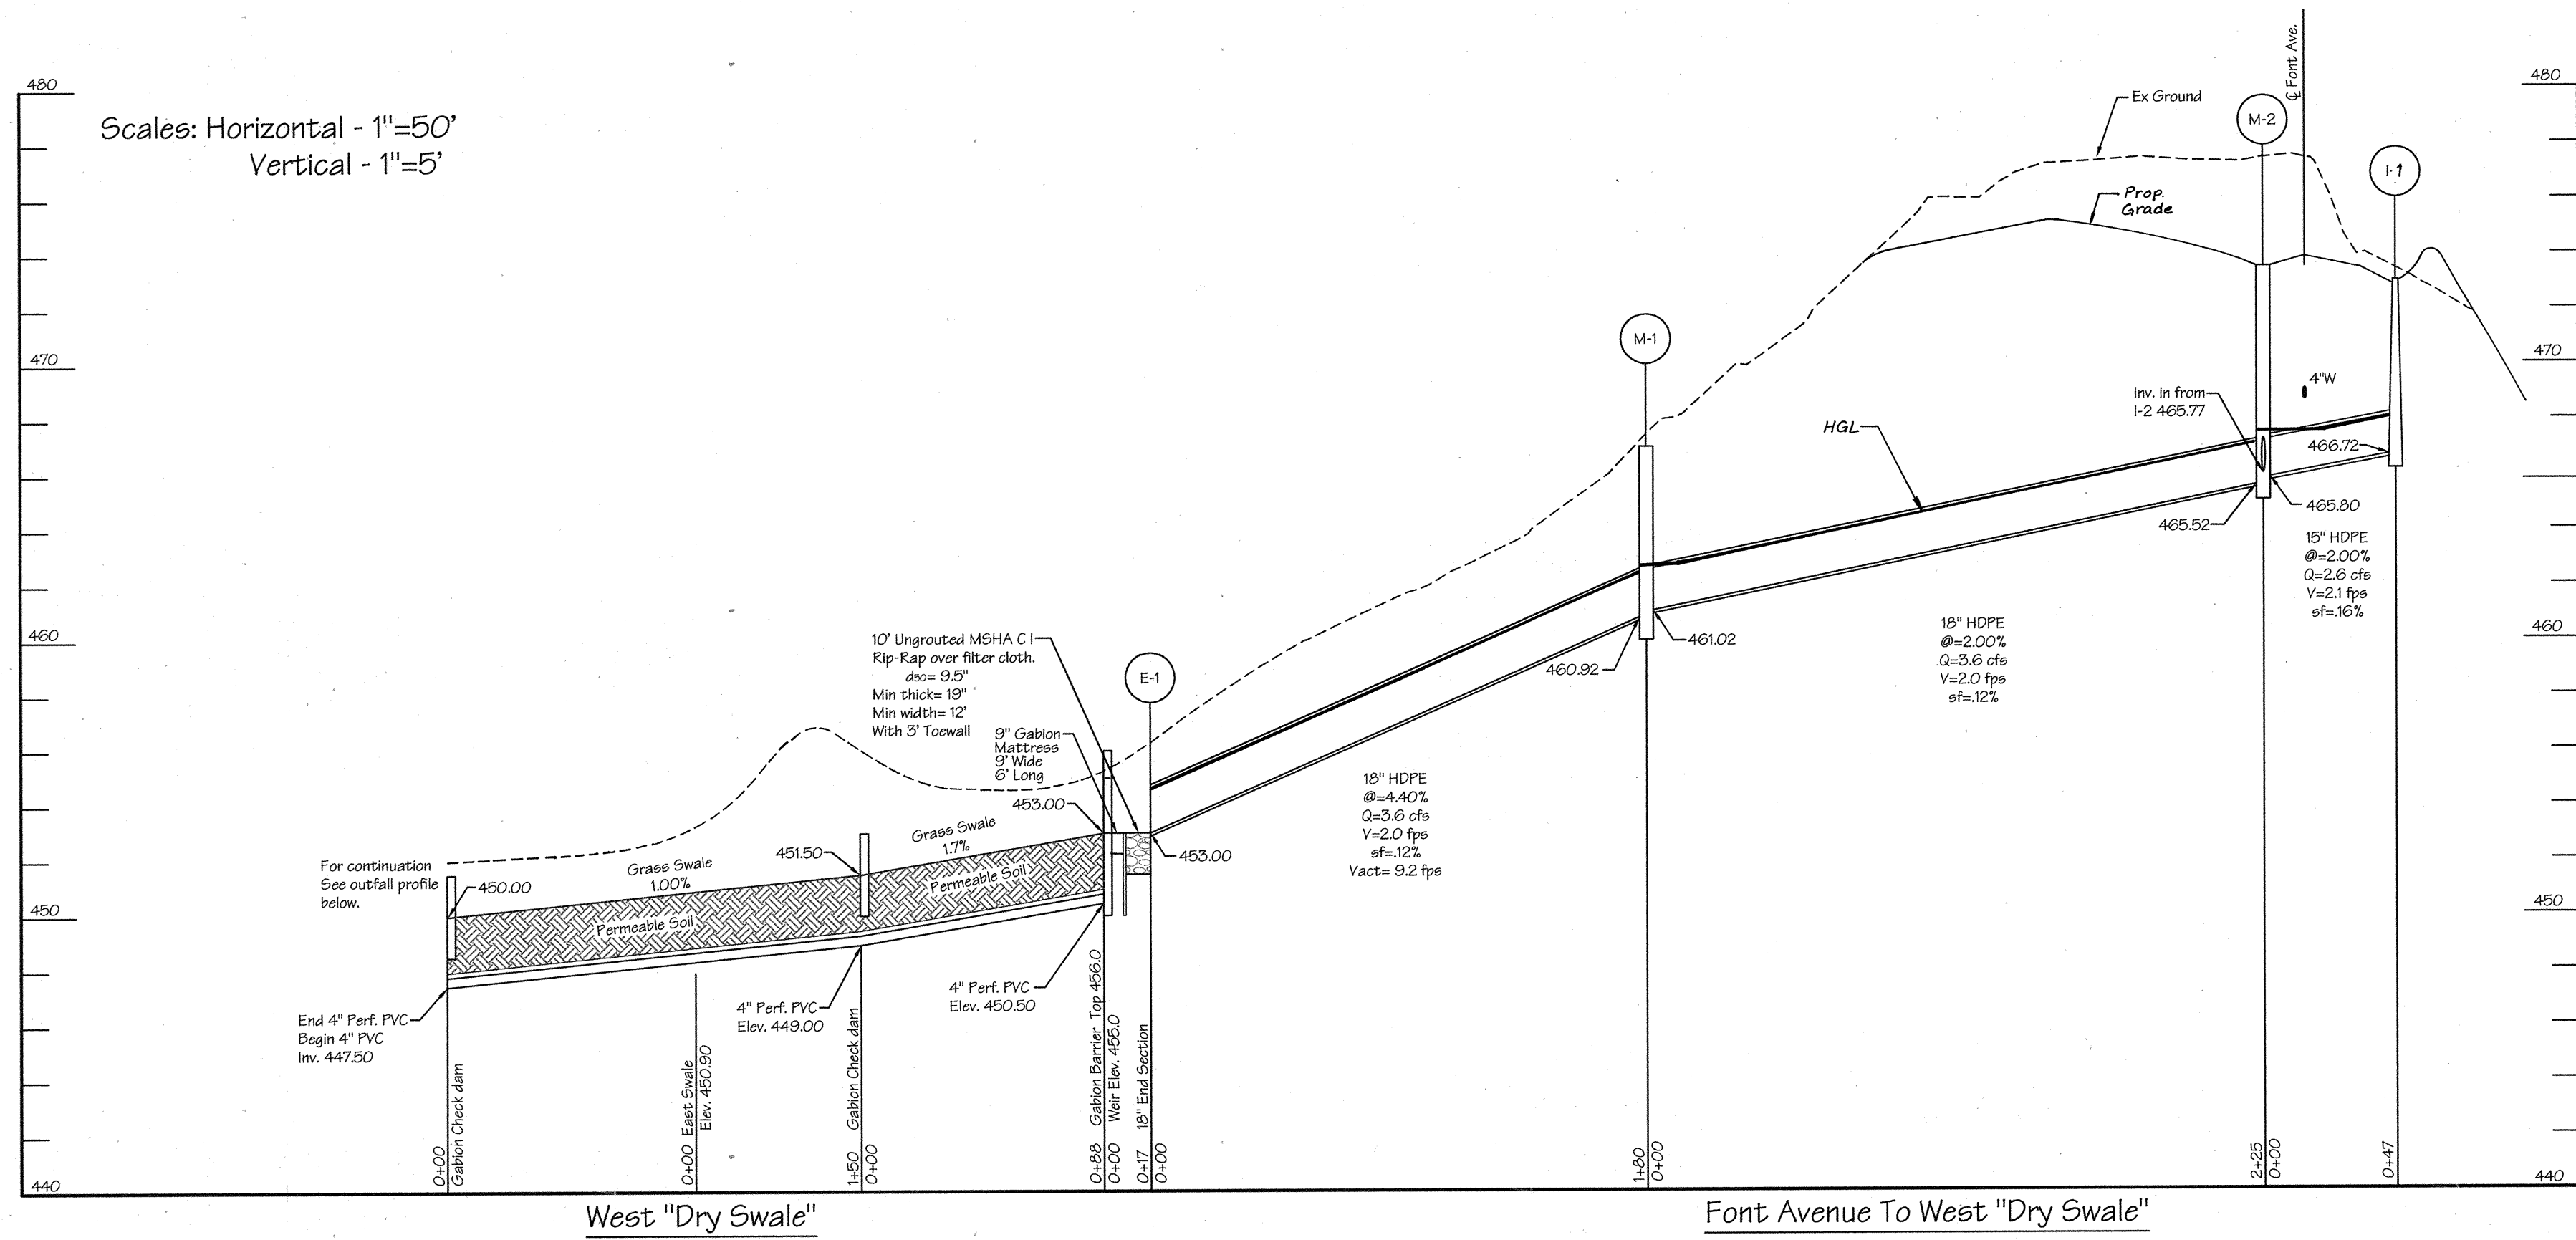 480
Scales: Horizontal - 1"=50'
Vertical - 1"=5'
470
460
450
440
℄ Font Ave.
480
470
460
450
440
Ex Ground
M-2
I-1
Prop.
Grade
M-1
4"W
Inv. in from
I-2 465.77
HGL
466.72
465.80
465.52
15" HDPE
@=2.00%
Q=2.6 cfs
V=2.1 fps
sf=.16%
18" HDPE
@=2.00%
Q=3.6 cfs
V=2.0 fps
sf=.12%
461.02
460.92
10' Ungrouted MSHA C I
Rip-Rap over filter cloth.
d50= 9.5"
Min thick= 19"
Min width= 12'
With 3' Toewall
E-1
9" Gabion
Mattress
9' Wide
6' Long
453.00
18" HDPE
@=4.40%
Q=3.6 cfs
V=2.0 fps
sf=.12%
Vact= 9.2 fps
453.00
Grass Swale
1.7%
451.50
Grass Swale
1.00%
For continuation
See outfall profile
below.
450.00
Permeable Soil
Permeable Soil
End 4" Perf. PVC
Begin 4" PVC
Inv. 447.50
4" Perf. PVC
Elev. 449.00
4" Perf. PVC
Elev. 450.50
0+00
Gabion Check dam
0+00 East Swale
Elev. 450.90
1+50 Gabion Check dam
0+00
0+88 Gabion Barrier Top 456.0
0+00 Weir Elev. 455.0
0+17 18" End Section
0+00
1+80
0+00
2+25
0+00
0+47
West "Dry Swale"
Font Avenue To West "Dry Swale"